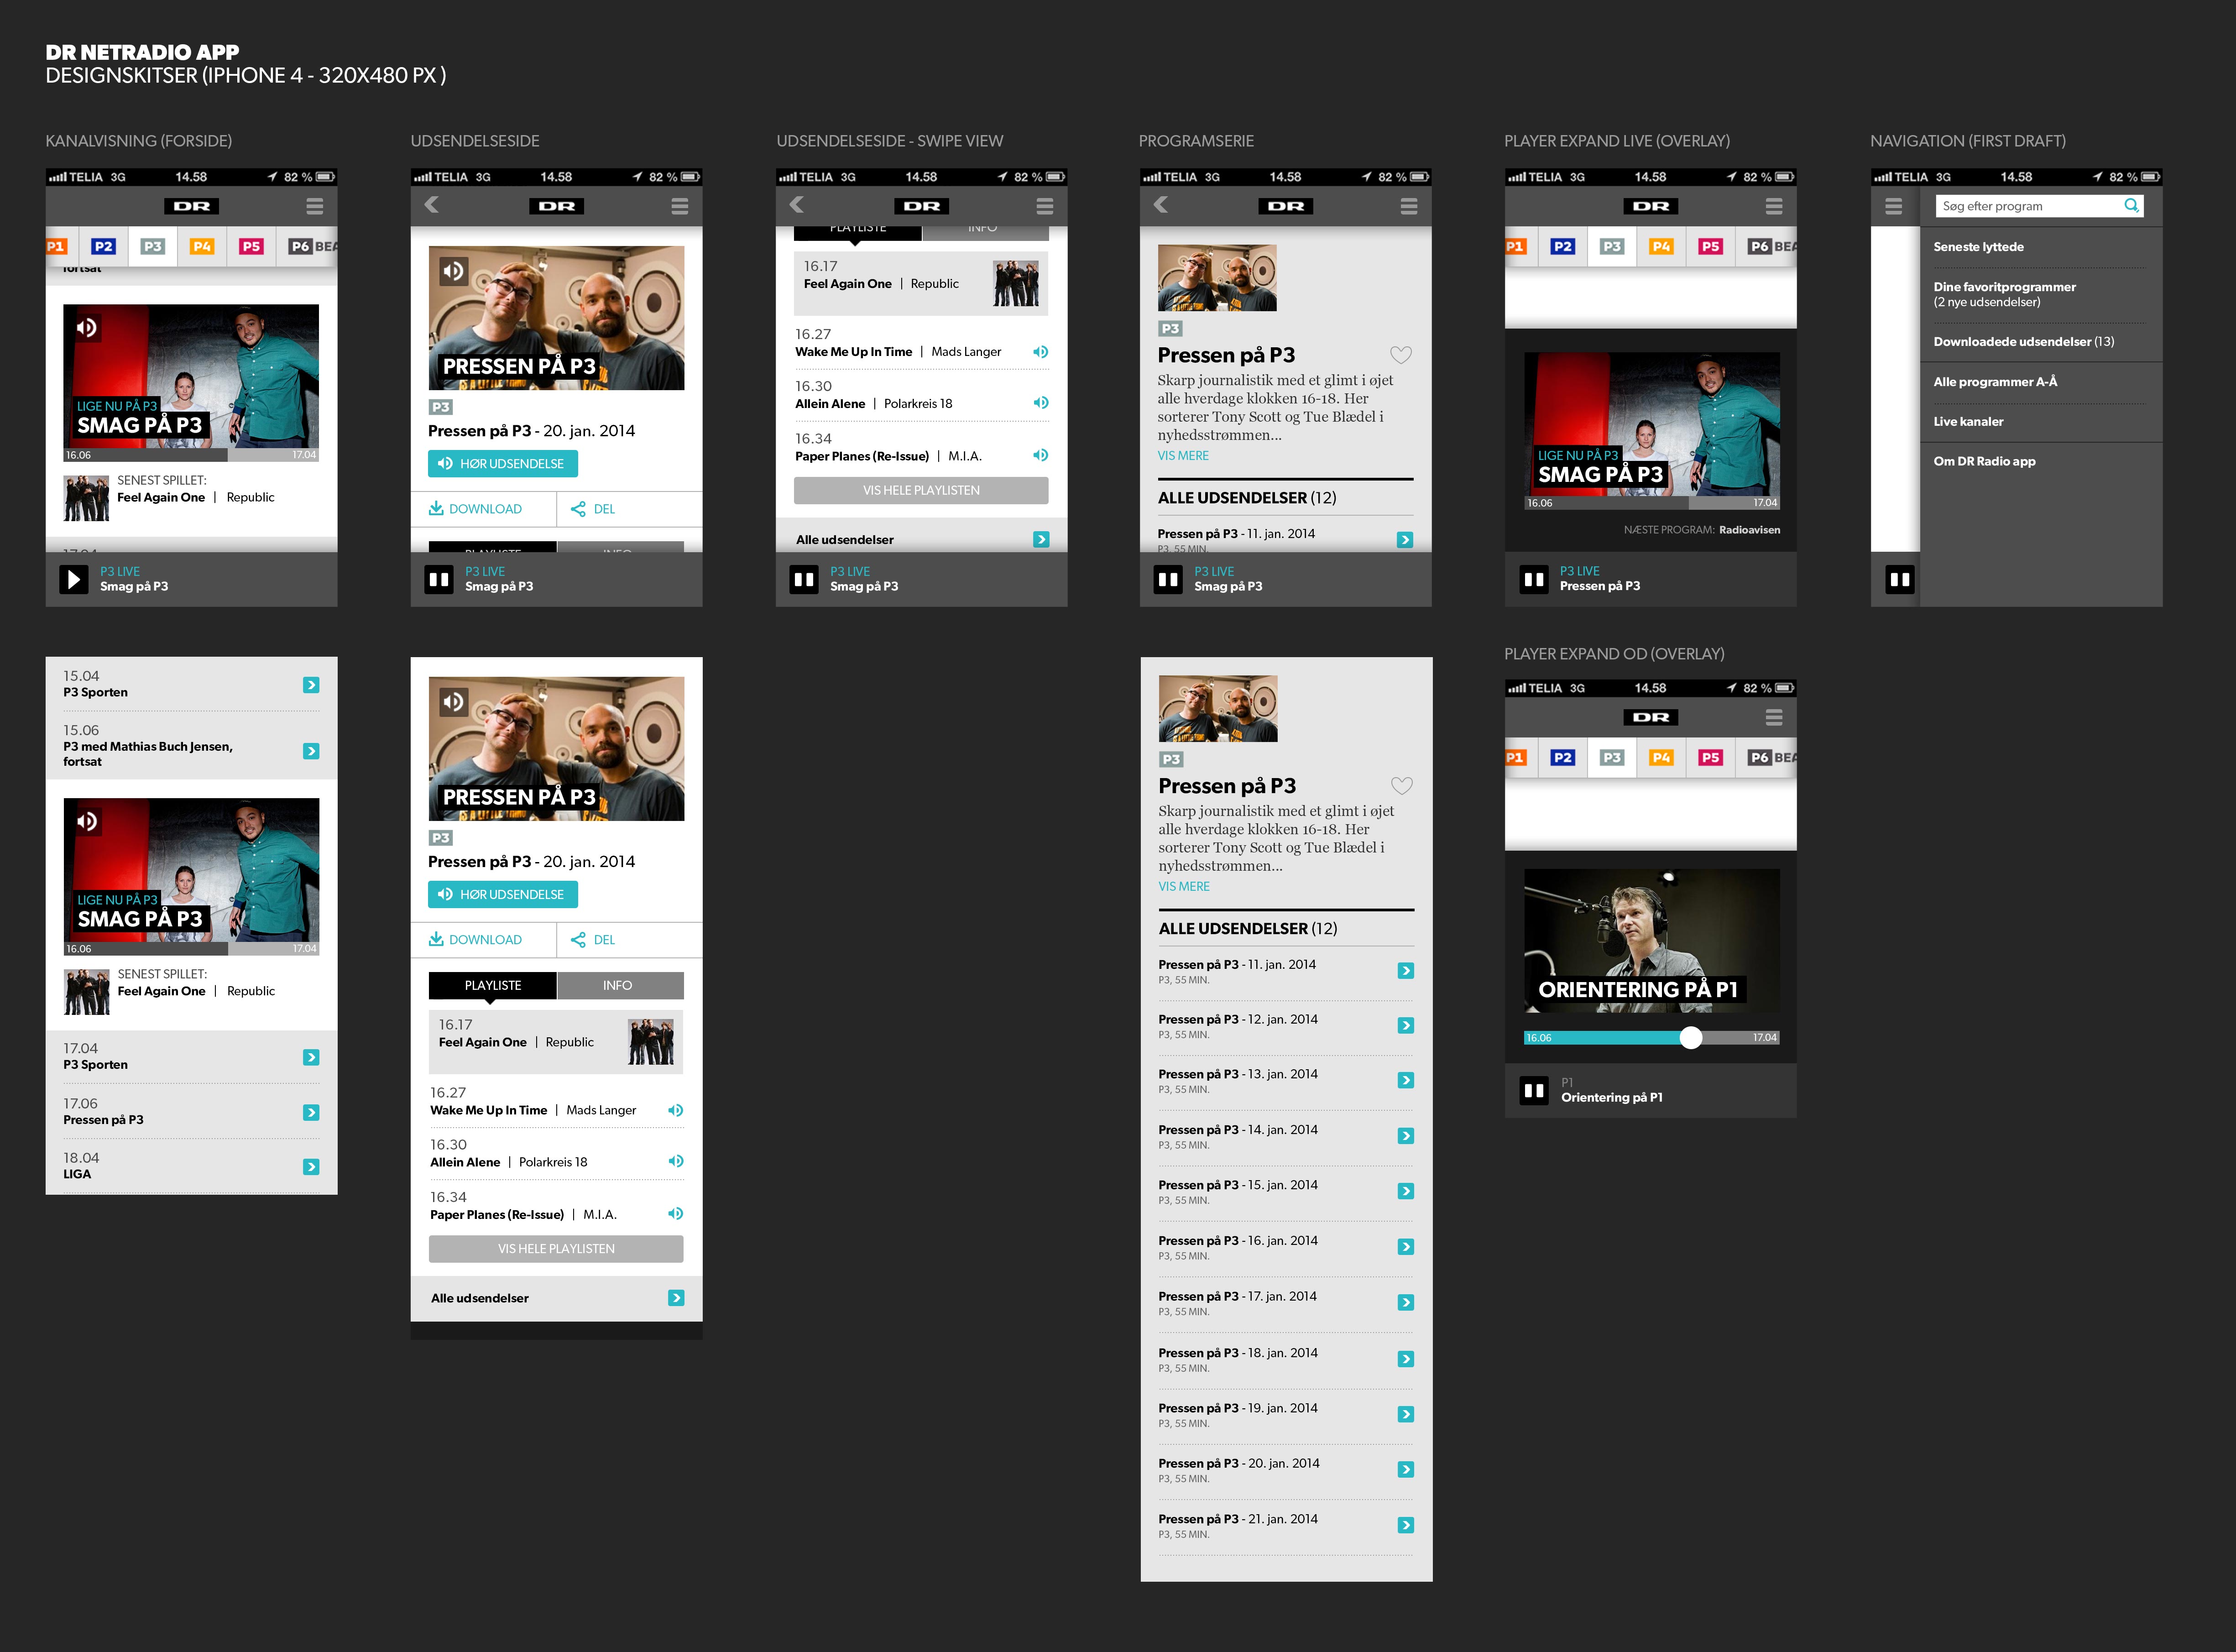 DR NETRADIO APP
DESIGNSKITSER (IPHONE 4 - 320X480 PX )
KANALVISNING (FORSIDE)
TELIA 3G 14.58 82 %
DR
P1 P2 P3 P4 P5 P6 BEA
fortsat
LIGE NU PÅ P3
SMAG PÅ P3
16.06 17.04
SENEST SPILLET:
Feel Again One | Republic
17.04
P3 LIVE
Smag på P3
15.04
P3 Sporten
15.06
P3 med Mathias Buch Jensen,
fortsat
LIGE NU PÅ P3
SMAG PÅ P3
16.06 17.04
SENEST SPILLET:
Feel Again One | Republic
17.04
P3 Sporten
17.06
Pressen på P3
18.04
LIGA
UDSENDELSESIDE
TELIA 3G 14.58 82 %
DR
PRESSEN PÅ P3
P3
Pressen på P3 - 20. jan. 2014
HØR UDSENDELSE
DOWNLOAD DEL
PLAYLISTE INFO
P3 LIVE
Smag på P3
PRESSEN PÅ P3
P3
Pressen på P3 - 20. jan. 2014
HØR UDSENDELSE
DOWNLOAD DEL
PLAYLISTE INFO
16.17
Feel Again One | Republic
16.27
Wake Me Up In Time | Mads Langer
16.30
Allein Alene | Polarkreis 18
16.34
Paper Planes (Re-Issue) | M.I.A.
VIS HELE PLAYLISTEN
Alle udsendelser
UDSENDELSESIDE - SWIPE VIEW
TELIA 3G 14.58 82 %
DR
PLAYLISTE INFO
16.17
Feel Again One | Republic
16.27
Wake Me Up In Time | Mads Langer
16.30
Allein Alene | Polarkreis 18
16.34
Paper Planes (Re-Issue) | M.I.A.
VIS HELE PLAYLISTEN
Alle udsendelser
P3 LIVE
Smag på P3
PROGRAMSERIE
TELIA 3G 14.58 82 %
DR
P3
Pressen på P3
Skarp journalistik med et glimt i øjet
alle hverdage klokken 16-18. Her
sorterer Tony Scott og Tue Blædel i
nyhedsstrømmen...
VIS MERE
ALLE UDSENDELSER (12)
Pressen på P3 - 11. jan. 2014
P3, 55 MIN.
P3 LIVE
Smag på P3
P3
Pressen på P3
Skarp journalistik med et glimt i øjet
alle hverdage klokken 16-18. Her
sorterer Tony Scott og Tue Blædel i
nyhedsstrømmen...
VIS MERE
ALLE UDSENDELSER (12)
Pressen på P3 - 11. jan. 2014
P3, 55 MIN.
Pressen på P3 - 12. jan. 2014
P3, 55 MIN.
Pressen på P3 - 13. jan. 2014
P3, 55 MIN.
Pressen på P3 - 14. jan. 2014
P3, 55 MIN.
Pressen på P3 - 15. jan. 2014
P3, 55 MIN.
Pressen på P3 - 16. jan. 2014
P3, 55 MIN.
Pressen på P3 - 17. jan. 2014
P3, 55 MIN.
Pressen på P3 - 18. jan. 2014
P3, 55 MIN.
Pressen på P3 - 19. jan. 2014
P3, 55 MIN.
Pressen på P3 - 20. jan. 2014
P3, 55 MIN.
Pressen på P3 - 21. jan. 2014
P3, 55 MIN.
PLAYER EXPAND LIVE (OVERLAY)
TELIA 3G 14.58 82 %
DR
P1 P2 P3 P4 P5 P6 BEA
LIGE NU PÅ P3
SMAG PÅ P3
16.06 17.04
NÆSTE PROGRAM: Radioavisen
P3 LIVE
Pressen på P3
PLAYER EXPAND OD (OVERLAY)
TELIA 3G 14.58 82 %
DR
P1 P2 P3 P4 P5 P6 BEA
ORIENTERING PÅ P1
16.06 17.04
P1
Orientering på P1
NAVIGATION (FIRST DRAFT)
TELIA 3G 14.58 82 %
Søg efter program
Seneste lyttede
Dine favoritprogrammer
(2 nye udsendelser)
Downloadede udsendelser (13)
Alle programmer A-Å
Live kanaler
Om DR Radio app